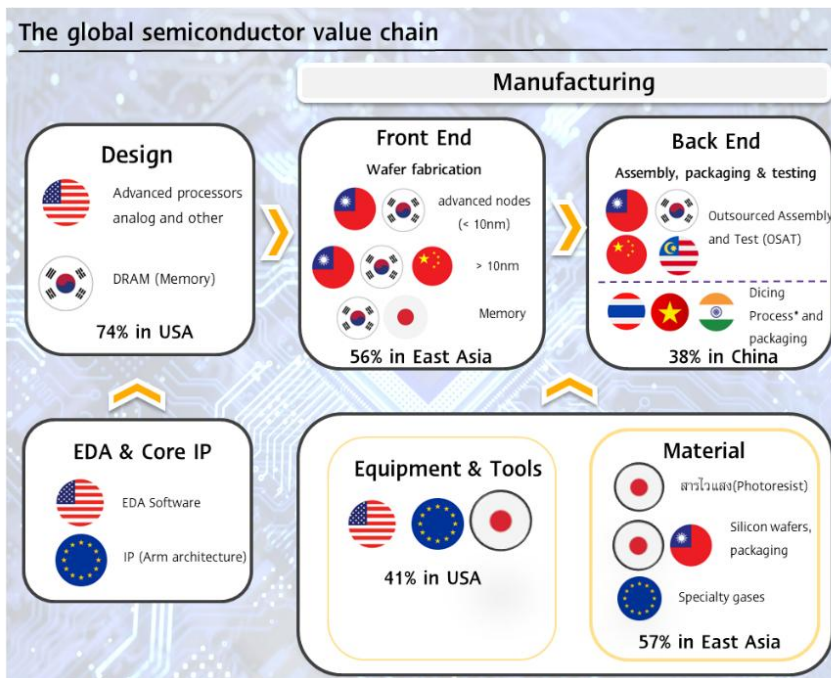 The global semiconductor value chain
Manufacturing
Design
Advanced processors
analog and other
DRAM (Memory)
74% in USA
Front End
Wafer fabrication
advanced nodes
(< 10nm)
> 10nm
Memory
56% in East Asia
Back End
Assembly, packaging & testing
Outsourced Assembly
and Test (OSAT)
Dicing
Process* and
packaging
38% in China
EDA & Core IP
EDA Software
IP (Arm architecture)
Equipment & Tools
41% in USA
Material
สารไวแสง(Photoresist)
Silicon wafers,
packaging
Specialty gases
57% in East Asia